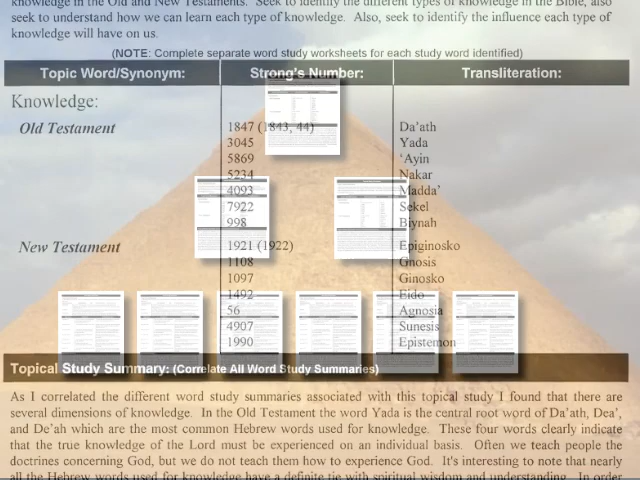 knowledge in the Old and New Testaments. Seek to identify the different types of knowledge in the Bible, also
seek to understand how we can learn each type of knowledge. Also, seek to identify the influence each type of
knowledge will have on us.
(NOTE: Complete separate word study worksheets for each study word identified)
Topic Word/Synonym: Strong's Number: Transliteration:
Knowledge:
Old Testament 1847 (1843, 44) Da'ath
3045 Yada
5869 'Ayin
5234 Nakar
4093 Madda'
7922 Sekel
998 Biynah
New Testament 1921 (1922) Epiginosko
1108 Gnosis
1097 Ginosko
1492 Eido
56 Agnosia
4907 Sunesis
1990 Epistemon
Topical Study Summary: (Correlate All Word Study Summaries)
As I correlated the different word study summaries associated with this topical study I found that there are
several dimensions of knowledge. In the Old Testament the word Yada is the central root word of Da'ath, Dea',
and De'ah which are the most common Hebrew words used for knowledge. These four words clearly indicate
that the true knowledge of the Lord must be experienced on an individual basis. Often we teach people the
doctrines concerning God, but we do not teach them how to experience God. It's interesting to note that nearly
all the Hebrew words used for knowledge have a definite tie with spiritual wisdom and understanding. In order